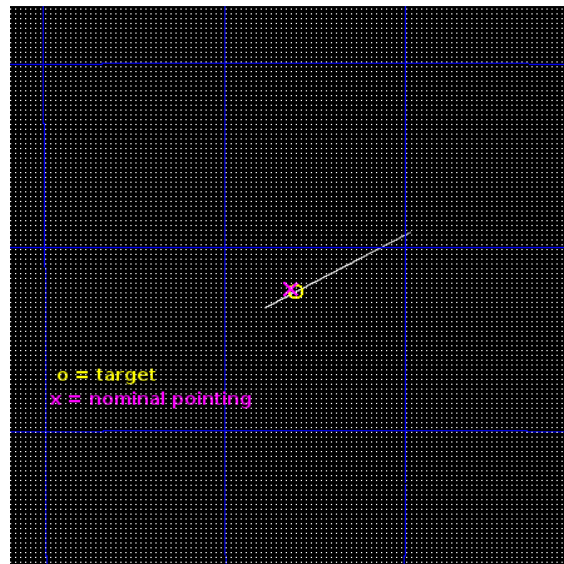 o = target
x = nominal pointing